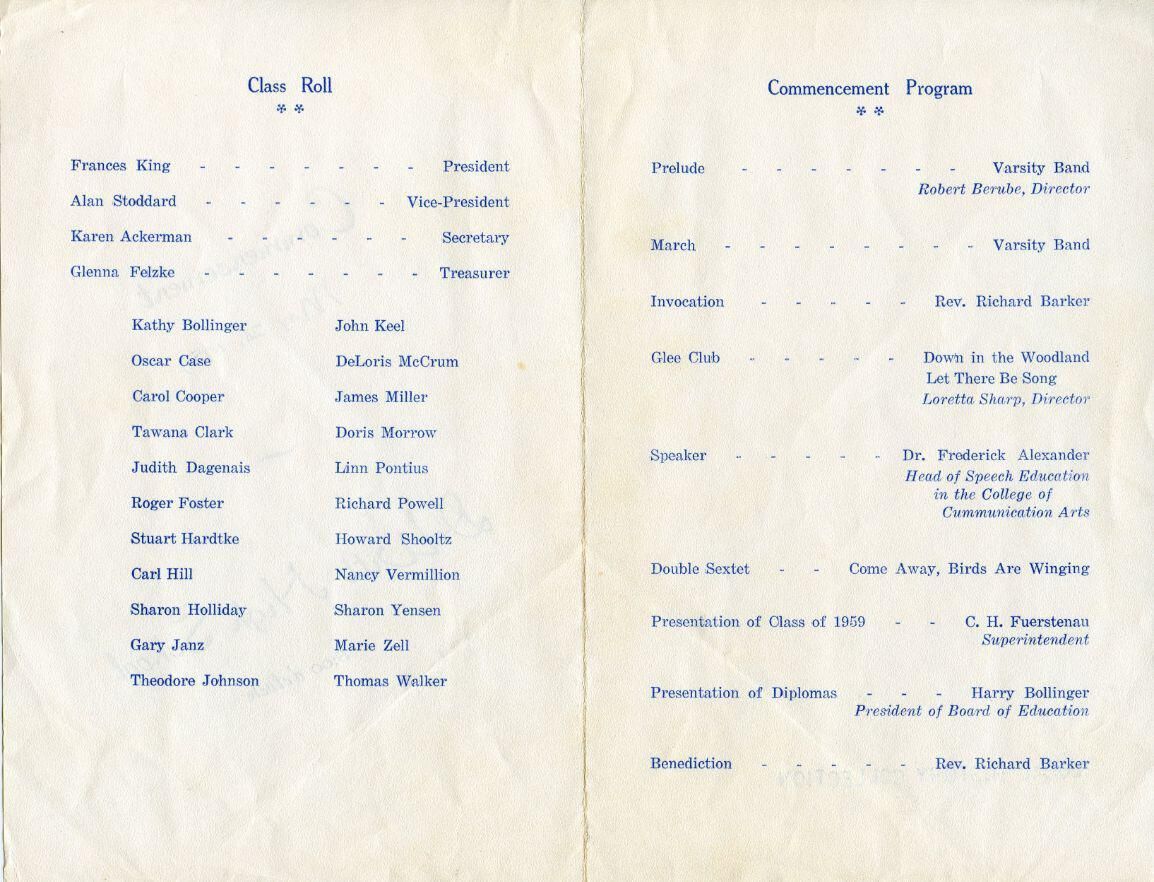 Class Roll
** 
Frances King - - - - - - - President
Alan Stoddard - - - - - - Vice-President
Karen Ackerman - - - - - - Secretary
Glenna Felzke - - - - - - - Treasurer
Kathy Bollinger John Keel
Oscar Case DeLoris McCrum
Carol Cooper James Miller
Tawana Clark Doris Morrow
Judith Dagenais Linn Pontius
Roger Foster Richard Powell
Stuart Hardtke Howard Shooltz
Carl Hill Nancy Vermillion
Sharon Holliday Sharon Yensen
Gary Janz Marie Zell
Theodore Johnson Thomas Walker
Commencement Program
**
Prelude - - - - - - - Varsity Band
Robert Berube, Director
March - - - - - - - - Varsity Band
Invocation - - - - - Rev. Richard Barker
Glee Club - - - - - Down in the Woodland
Let There Be Song
Loretta Sharp, Director
Speaker - - - - - Dr. Frederick Alexander
Head of Speech Education
in the College of
Cummunication Arts
Double Sextet - - Come Away, Birds Are Winging
Presentation of Class of 1959 - - C. H. Fuerstenau
Superintendent
Presentation of Diplomas - - - Harry Bollinger
President of Board of Education
Benediction - - - - - Rev. Richard Barker